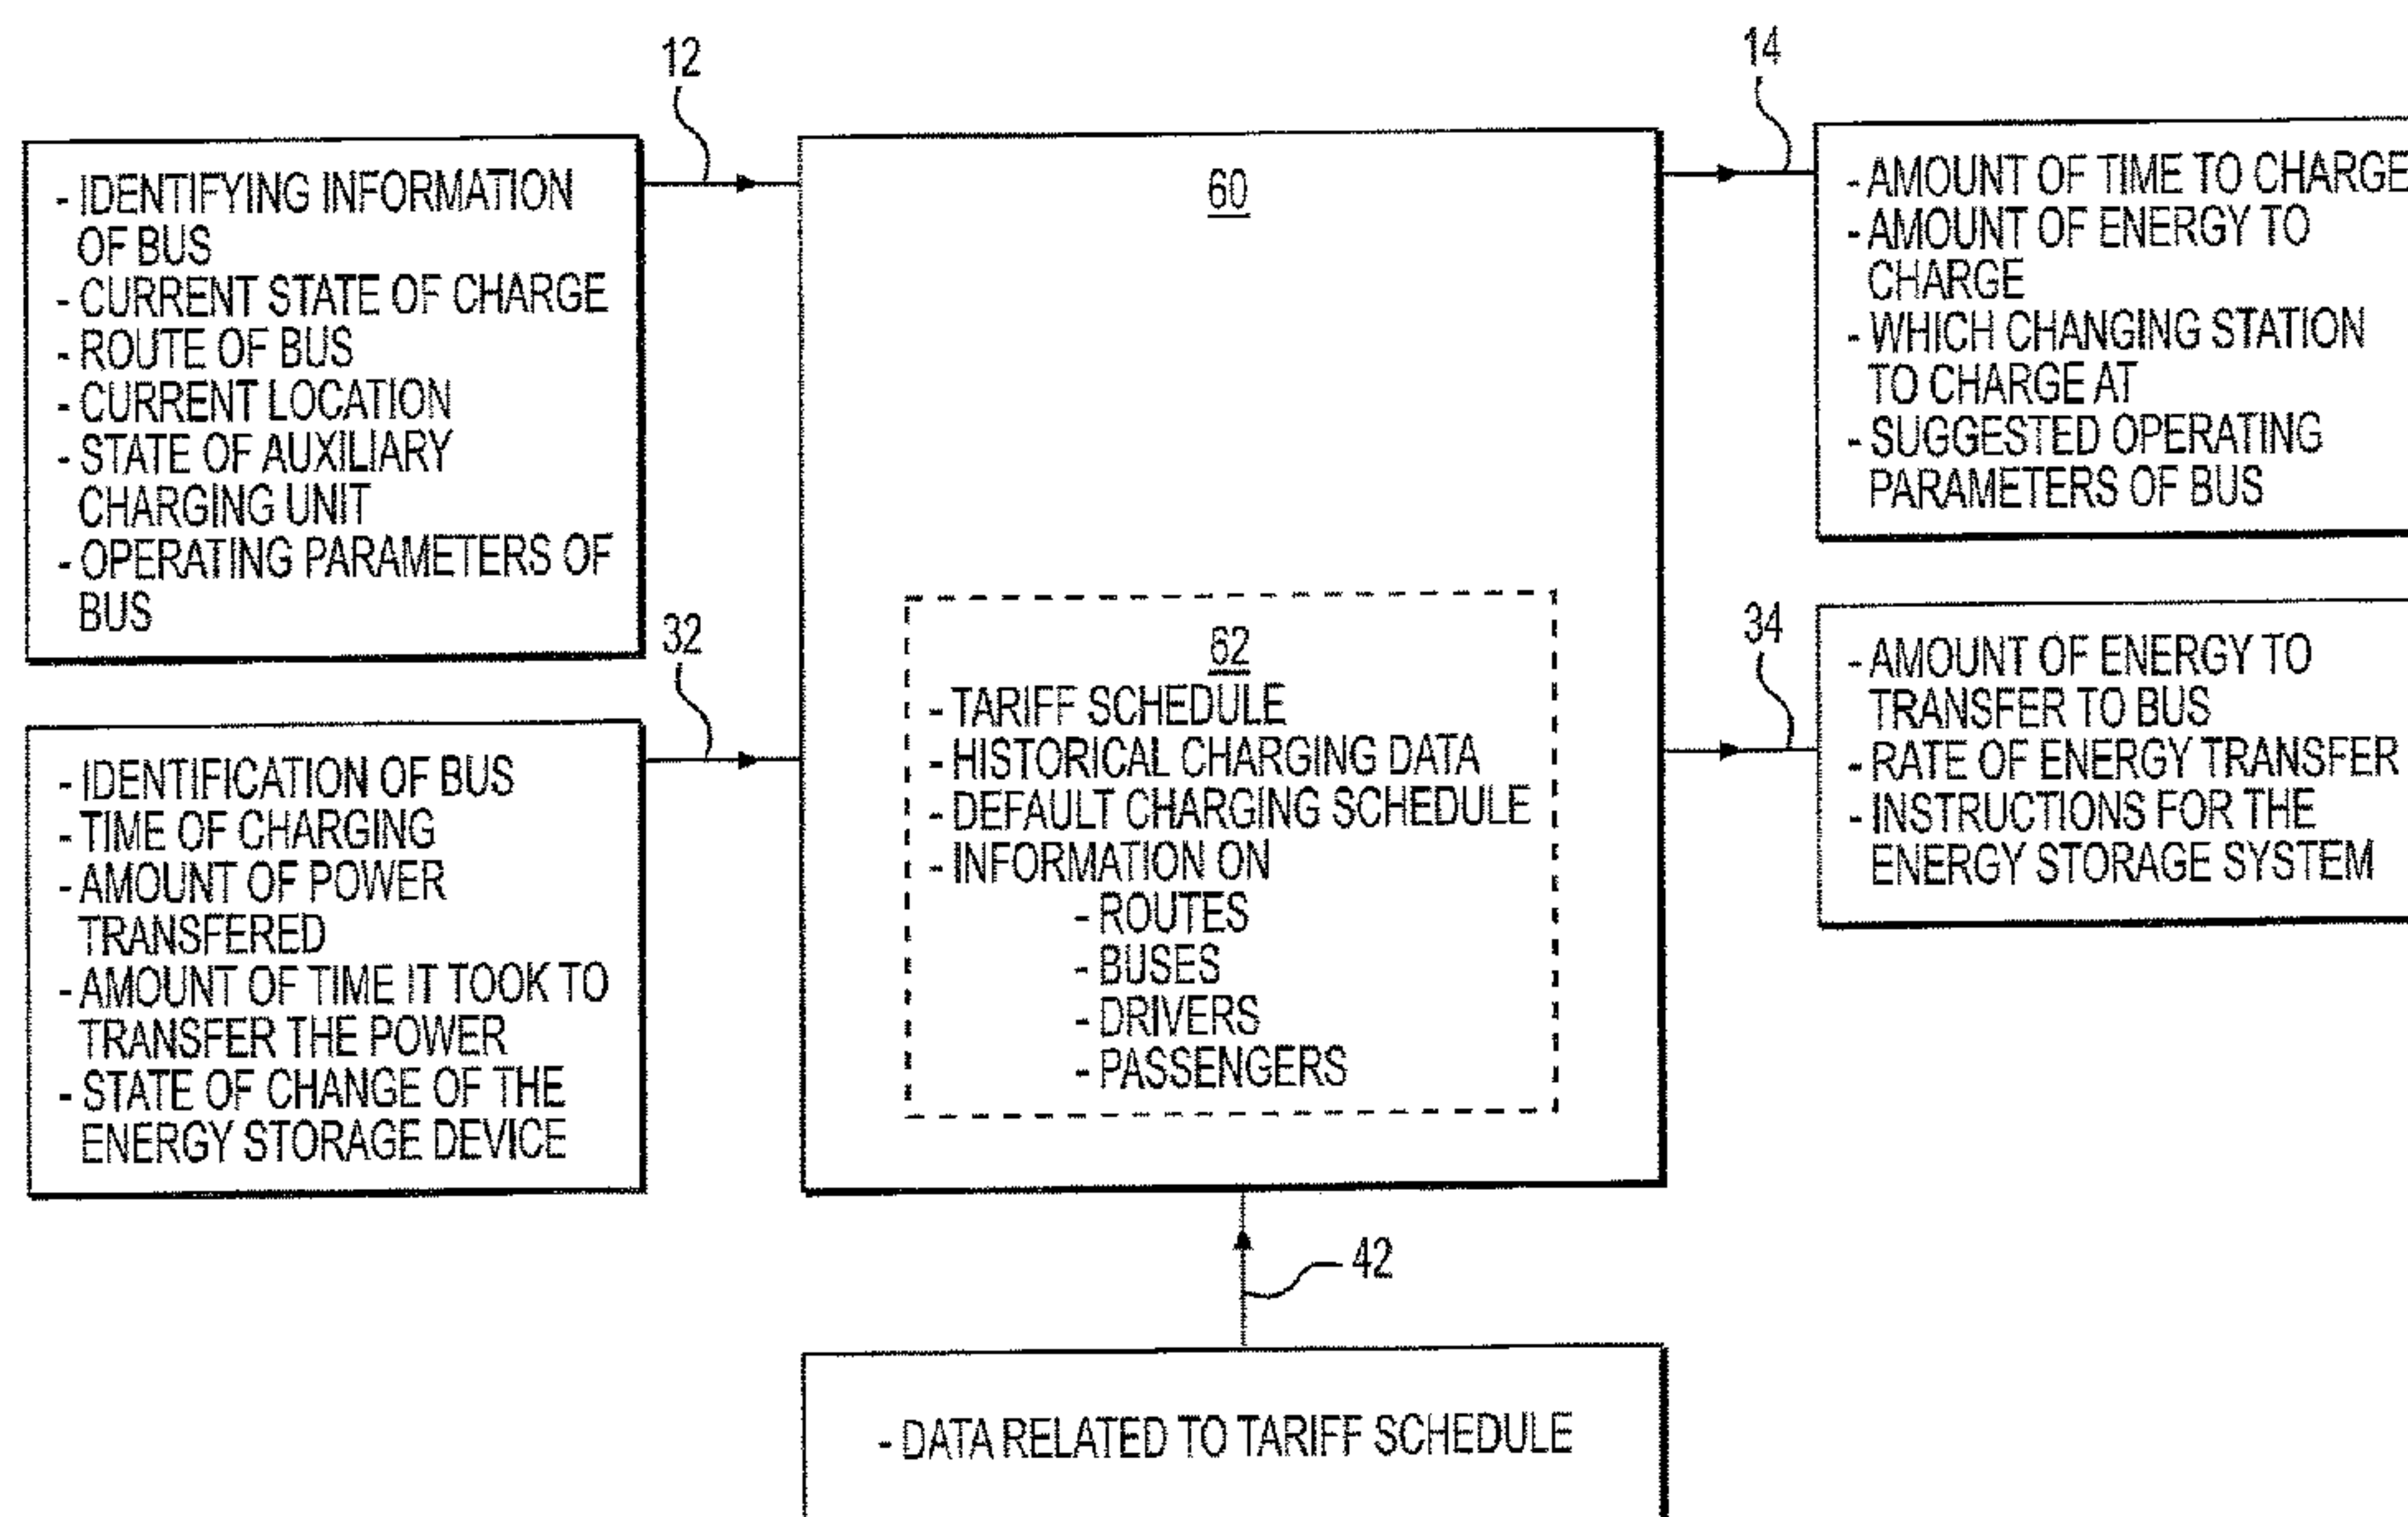 12
- IDENTIFYING INFORMATION
OF BUS
- CURRENT STATE OF CHARGE
- ROUTE OF BUS
- CURRENT LOCATION
- STATE OF AUXILIARY
CHARGING UNIT
- OPERATING PARAMETERS OF
BUS
32
- IDENTIFICATION OF BUS
- TIME OF CHARGING
- AMOUNT OF POWER
TRANSFERED
- AMOUNT OF TIME IT TOOK TO
TRANSFER THE POWER
- STATE OF CHANGE OF THE
ENERGY STORAGE DEVICE
60
62
- TARIFF SCHEDULE
- HISTORICAL CHARGING DATA
- DEFAULT CHARGING SCHEDULE
- INFORMATION ON
- ROUTES
- BUSES
- DRIVERS
- PASSENGERS
14
- AMOUNT OF TIME TO CHARGE
- AMOUNT OF ENERGY TO
CHARGE
- WHICH CHANGING STATION
TO CHARGE AT
- SUGGESTED OPERATING
PARAMETERS OF BUS
34
- AMOUNT OF ENERGY TO
TRANSFER TO BUS
- RATE OF ENERGY TRANSFER
- INSTRUCTIONS FOR THE
ENERGY STORAGE SYSTEM
42
- DATA RELATED TO TARIFF SCHEDULE